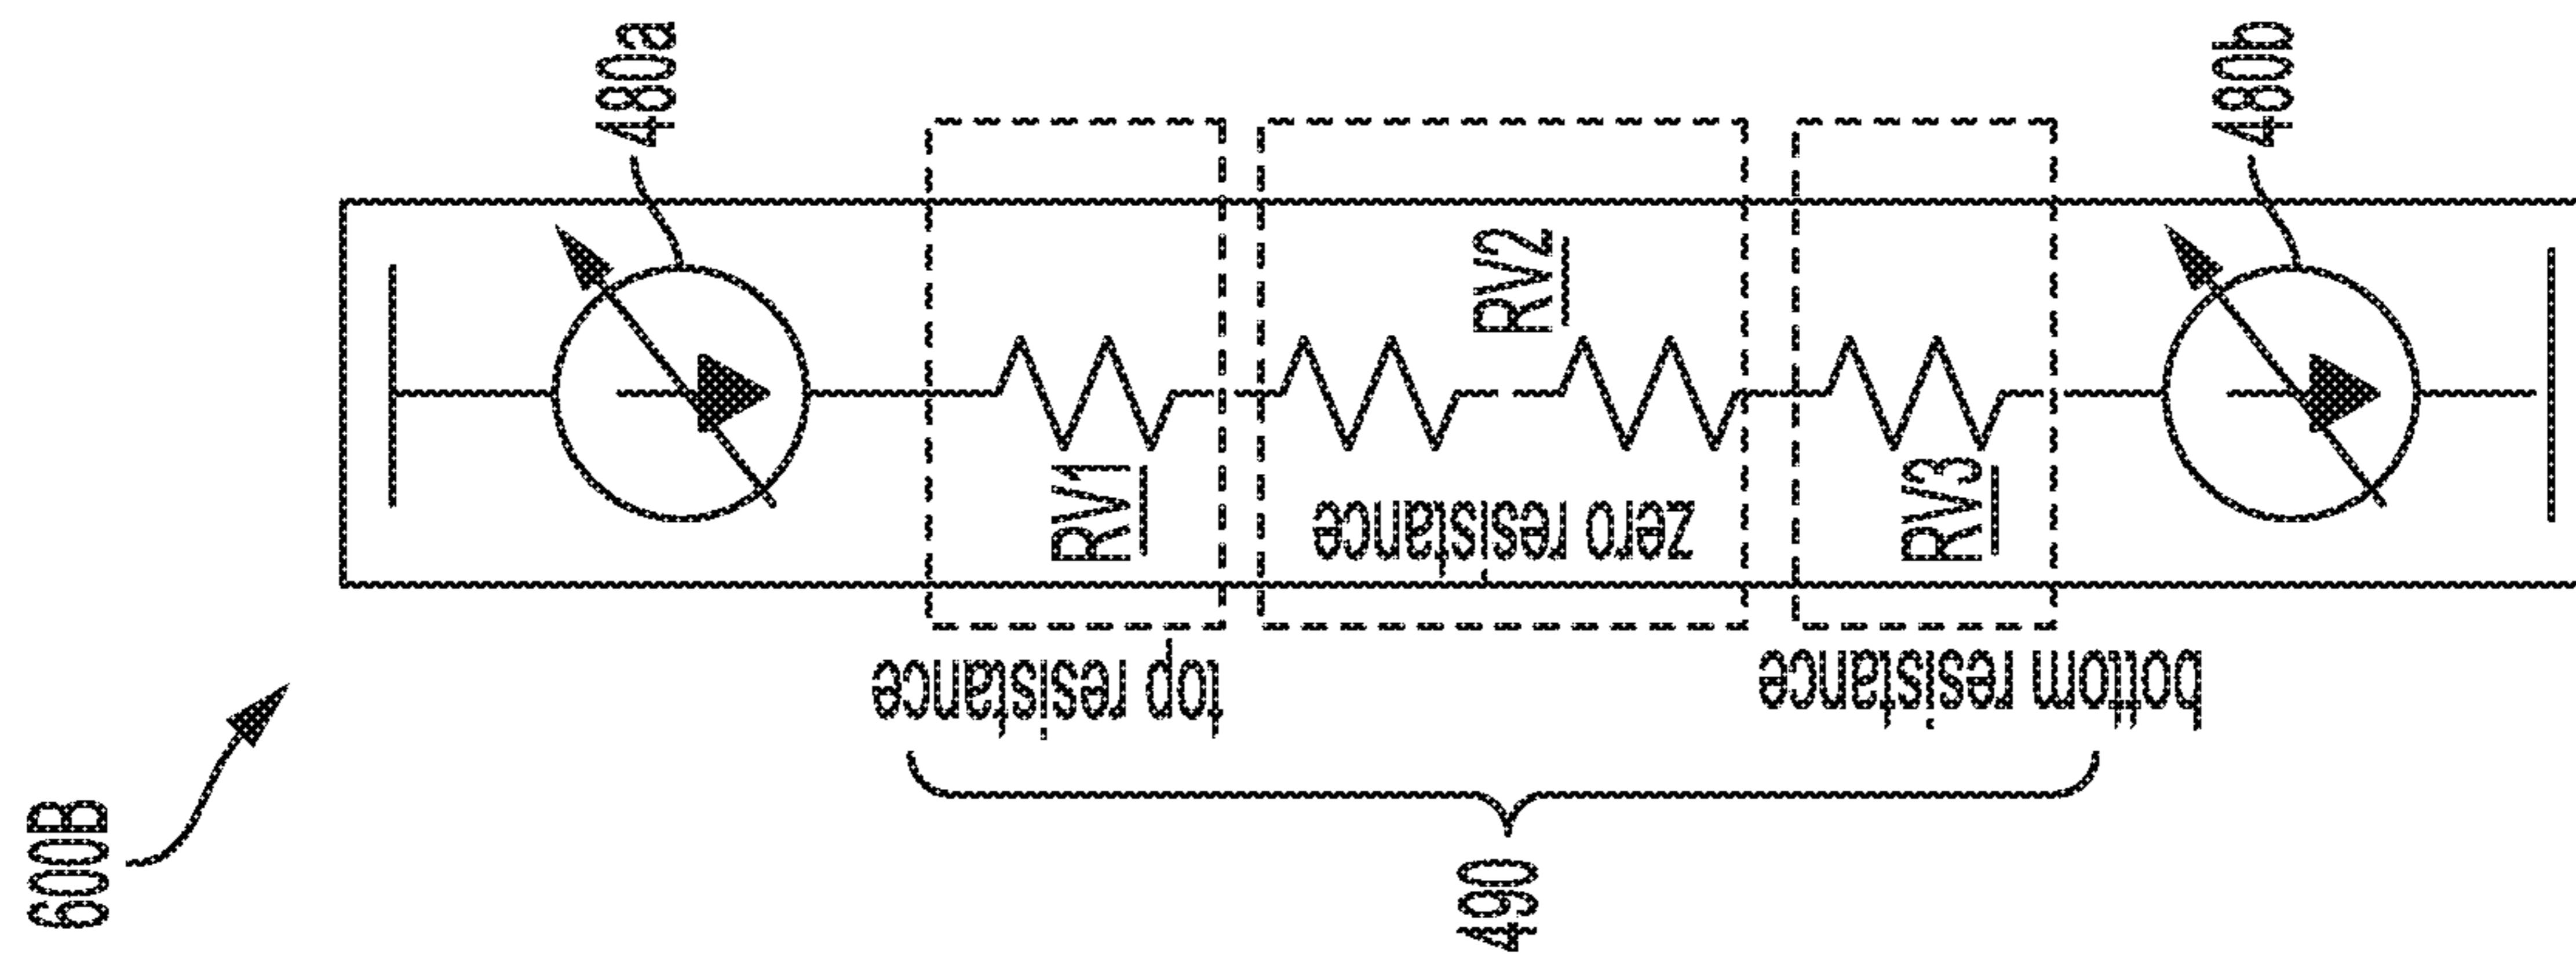 600B
480a
RV1
top resistance
RV2
zero resistance
RV3
bottom resistance
490
480b